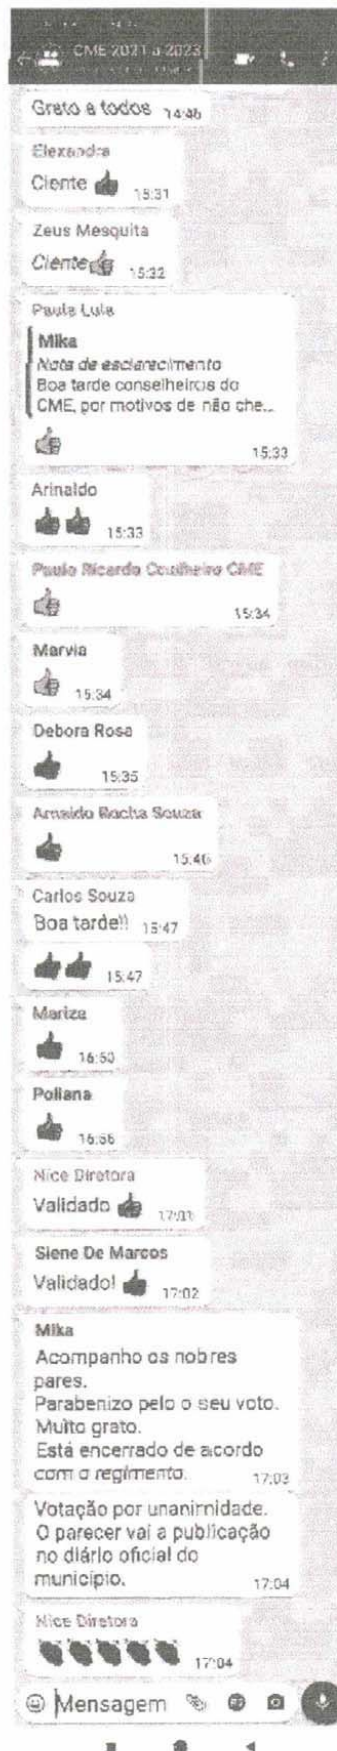 CME 2021 a 2023
Grato a todos 14:46
Elexandra
Ciente 15:31
Zeus Mesquita
Ciente 15:32
Paula Lula
Mika
Nota de esclarecimento
Boa tarde conselheiros do
CME, por motivos de não che...
15:33
Arinaldo
15:33
Paulo Ricardo CME
15:34
Marvia
15:34
Debora Rosa
15:35
Arnaldo Rocha Souza
15:46
Carlos Souza
Boa tarde!! 15:47
15:47
Mariza
16:50
Poliana
16:56
Nice Diretora
Validado 17:01
Siene De Marcos
Validado! 17:02
Mika
Acompanho os nobres
pares.
Parabenizo pelo o seu voto.
Muito grato.
Está encerrado de acordo
com o regimento. 17:03
Votação por unanimidade.
O parecer vai a publicação
no diário oficial do
município. 17:04
Nice Diretora
17:04
Mensagem